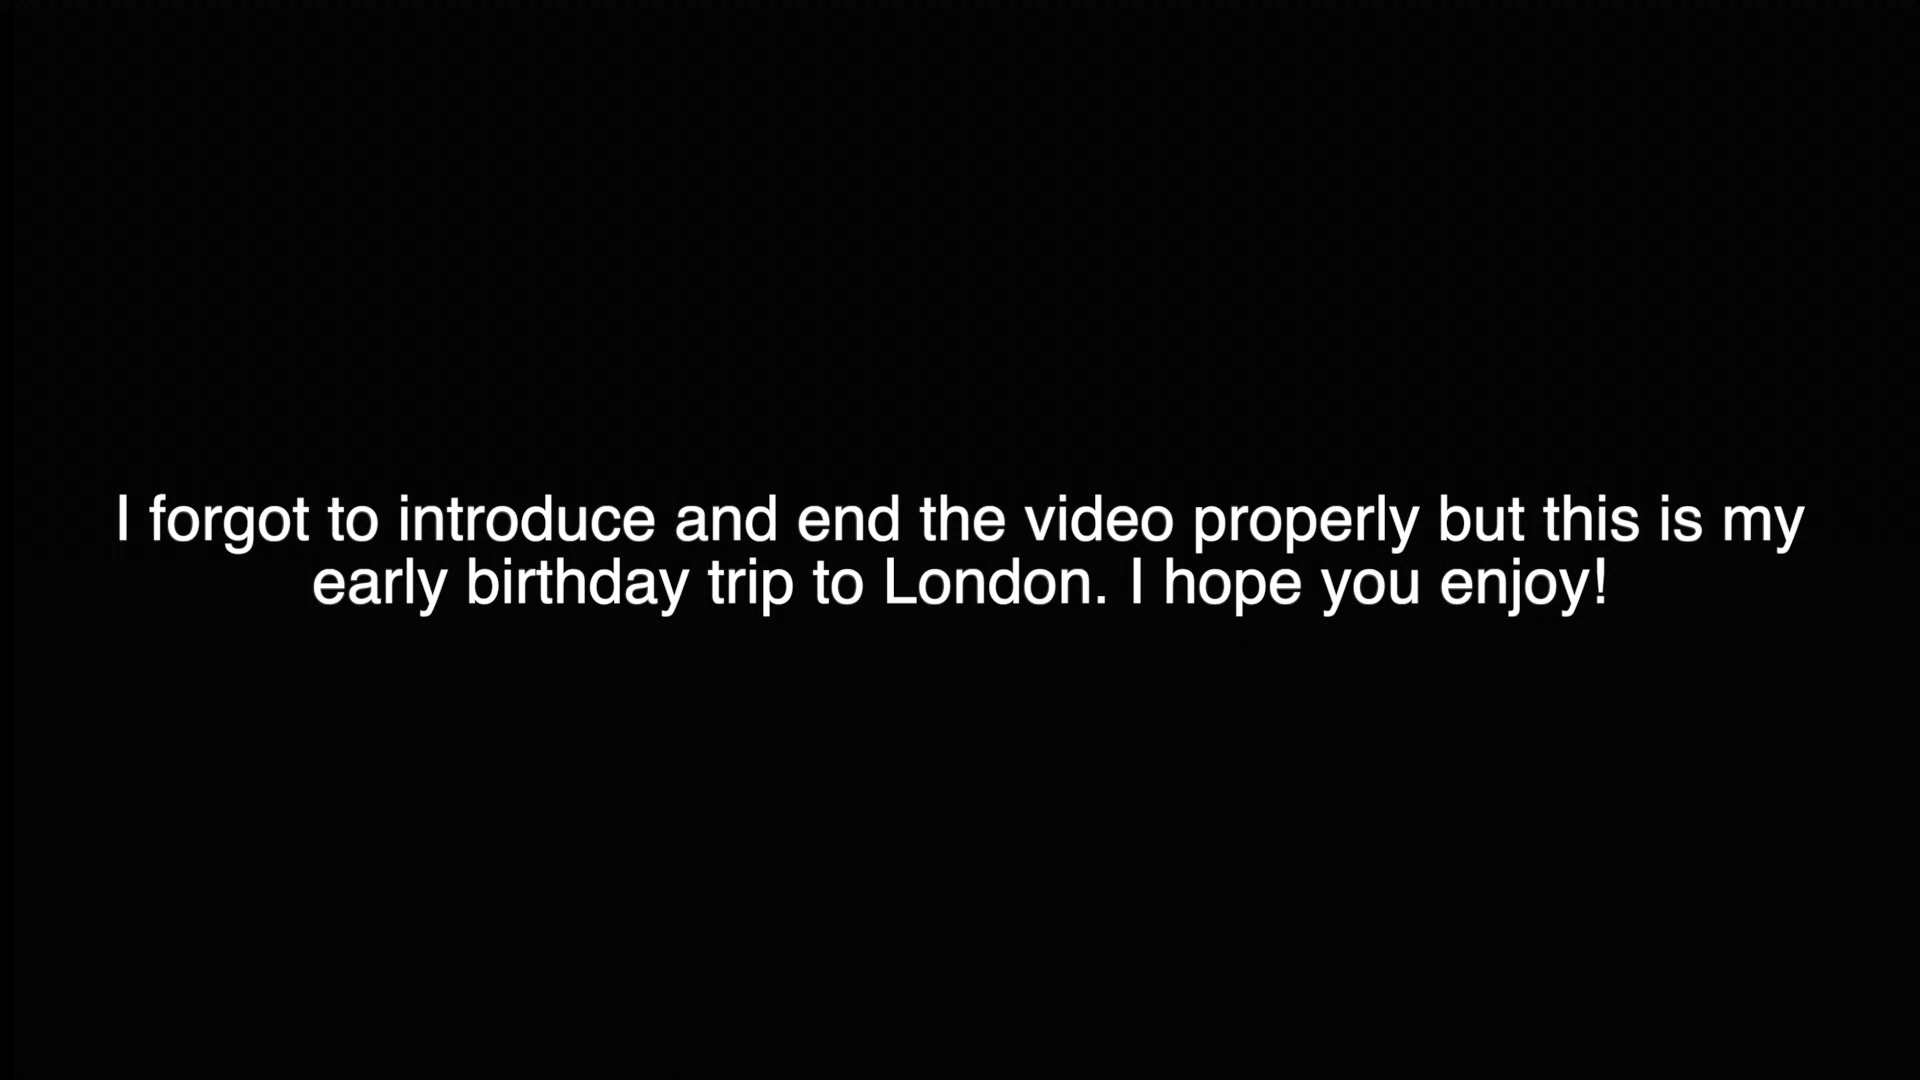 I forgot to introduce and end the video properly but this is my
early birthday trip to London. I hope you enjoy!